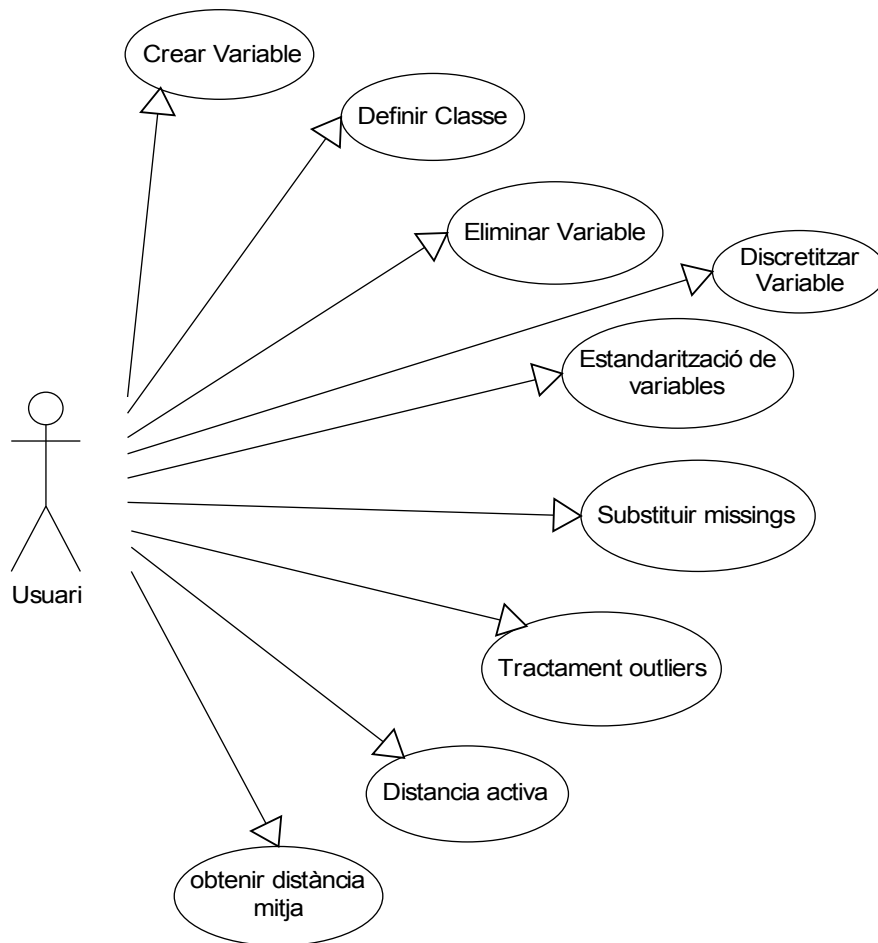 Crear Variable
Definir Classe
Eliminar Variable
Discretitzar
Variable
Estandarització de
variables
Substituir missings
Usuari
Tractament outliers
Distancia activa
obtenir distància
mitja